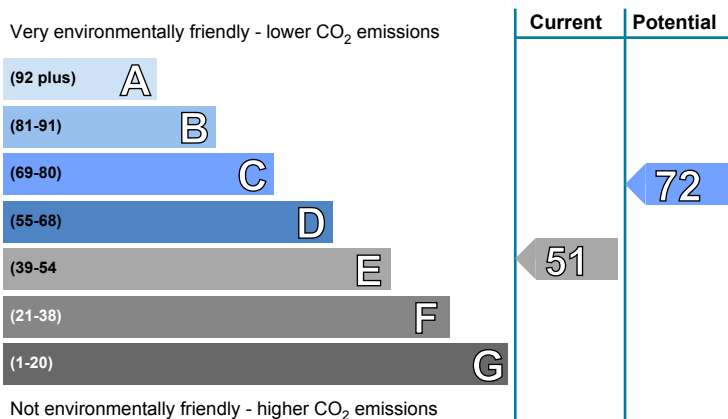 Current Potential
Very environmentally friendly - lower CO2 emissions
(92 plus) A
(81-91) B
(69-80) C
72
(55-68) D
(39-54 E
51
(21-38) F
(1-20) G
Not environmentally friendly - higher CO2 emissions